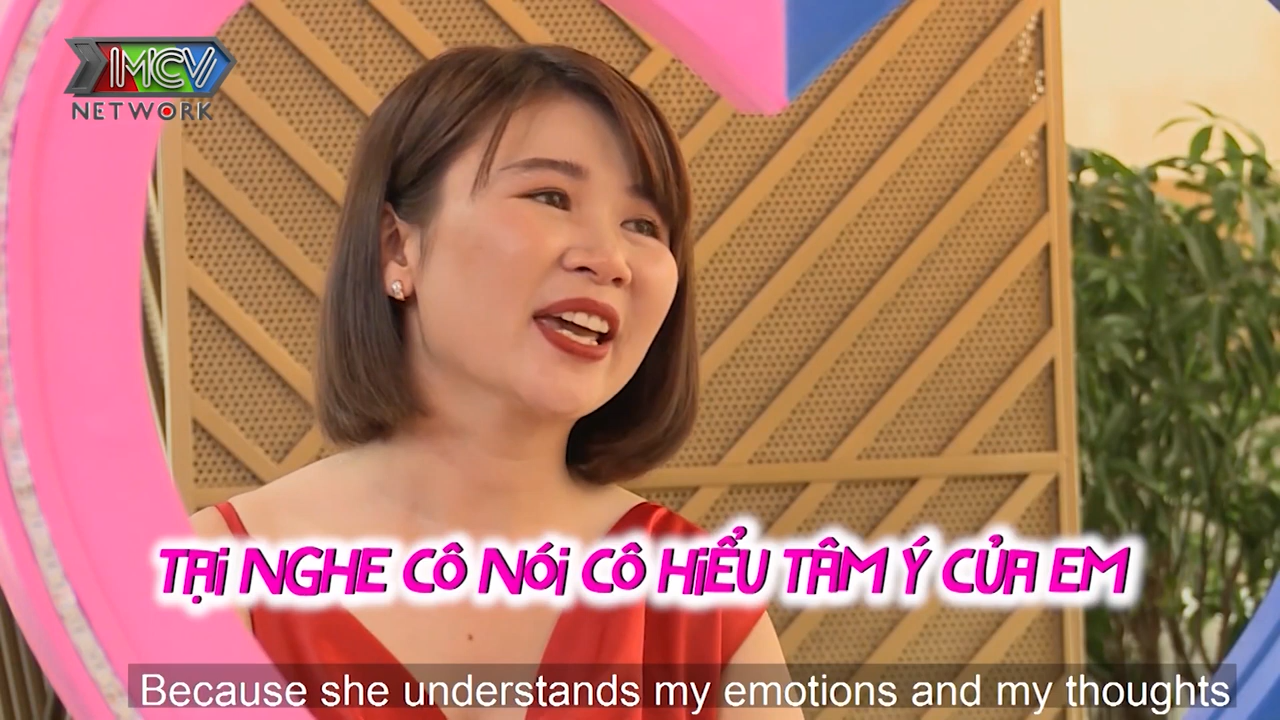 MCV
NETWORK
TẠI NGHE CÔ NÓI CÔ HIỂU TÂM Ý CỦA EM
Because she understands my emotions and my thoughts